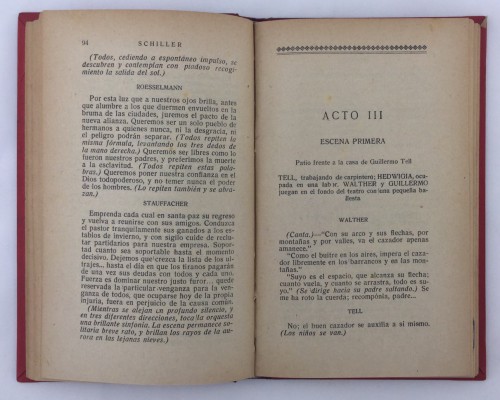 94 SCHILLER
(Todos, cediendo a espontáneo impulso, se
descubren y contemplan con piadoso recogi-
miento la salida del sol.)
ROESSELMANN
Por esta luz que a nuestros ojos brilla, antes
que alumbre a los que duermen envueltos en la
bruma de las ciudades, juremos el pacto de la
nueva alianza. Queremos ser un solo pueblo de
hermanos a quienes nunca, ni la desgracia, ni
el peligro podrán separar. (Todos repiten la
misma fórmula, levantando los tres dedos de
la mano derecha.) Queremos ser libres como lo
fueron nuestros padres, y preferimos la muerte
a la esclavitud. (Todos repiten estas pala-
bras.) Queremos poner nuestra confianza en el
Dios todopoderoso, y no temer nunca el poder
de los hombres. (Lo repiten también y se abra-
zan.)
STAUFFACHER
Emprenda cada cual en santa paz su regreso
y vuelva a reunirse con sus amigos. Conduzca
el pastor tranquilamente sus ganados a los es-
tablos de invierno, y con sigilo cuide de reclu-
tar partidarios para nuestra empresa. Soportad
cuanto sea soportable hasta el momento
decisivo. Dejemos que crezca la lista de los ul-
trajes... hasta el día en que los tiranos pagarán
de una vez sus deudas con todos y cada uno.
Fuerza es dominar nuestro justo furor... quede
reservada la particular venganza para la ven-
ganza de todos, que ocuparse hoy de la propia
injuria, fuera en perjuicio de la causa común.
(Mientras se alejan en profundo silencio, y
en tres diferentes direcciones, toca la orquesta
una brillante sinfonía. La escena permanece so-
litaria breve rato, y brillan los rayos de la auro-
ra en las lejanas nieves.)
ACTO III
ESCENA PRIMERA
Patio frente a la casa de Guillermo Tell
TELL, trabajando de carpintero; HEDWIGIA, ocu-
pada en una labor. WALTHER y GUILLERMO
juegan en el fondo del teatro con una pequeña ba-
llesta
WALTHER
(Canta.)—"Con su arco y sus flechas, por
montañas y por valles, va el cazador apenas
amanece."
"Como el buitre en los aires, impera el cazador
libremente en los barrancos y en las mon-
tañas."
"Suyo es el espacio, que alcanza su flecha;
cuanto vuela, y cuanto se arrastra, todo es su-
yo." (Se dirige hacia su padre saltando.) Se
me ha roto la cuerda; recompónla, padre...
TELL
No; el buen cazador se auxilia a sí mismo.
(Los niños se van.)